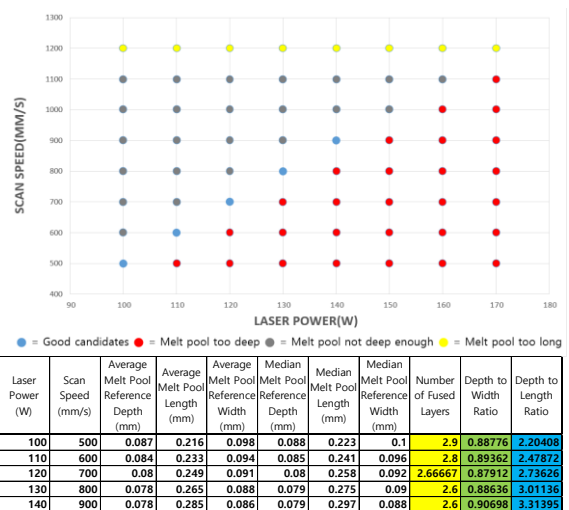 1300
1200
1100
1000
900
800
700
600
500
400
SCAN SPEED(MM/S)
90 100 110 120 130 140 150 160 170 180
LASER POWER(W)
= Good candidates = Melt pool too deep = Melt pool not deep enough = Melt pool too long
Laser Power (W) Scan Speed (mm/s) Average Melt Pool Reference Depth (mm) Average Melt Pool Length (mm) Average Melt Pool Reference Width (mm) Median Melt Pool Reference Depth (mm) Median Melt Pool Length (mm) Median Melt Pool Reference Width (mm) Number of Fused Layers Depth to Width Ratio Depth to Length Ratio
100 500 0.087 0.216 0.098 0.088 0.223 0.1 2.9 0.88776 2.20408
110 600 0.084 0.233 0.094 0.085 0.241 0.096 2.8 0.89362 2.47872
120 700 0.08 0.249 0.091 0.08 0.258 0.092 2.66667 0.87912 2.73626
130 800 0.078 0.265 0.088 0.079 0.275 0.09 2.6 0.88636 3.01136
140 900 0.078 0.285 0.086 0.079 0.297 0.088 2.6 0.90698 3.31395